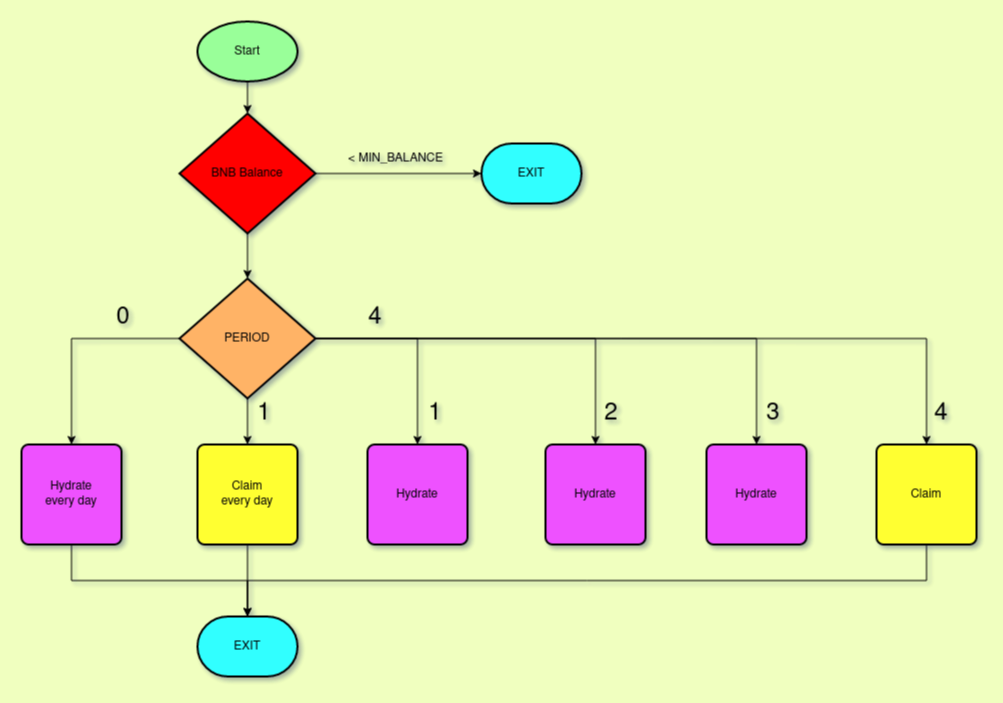 Start
BNB Balance
< MIN_BALANCE
EXIT
0
PERIOD
4
1
1
2
3
4
Hydrate
every day
Claim
every day
Hydrate
Hydrate
Hydrate
Claim
EXIT